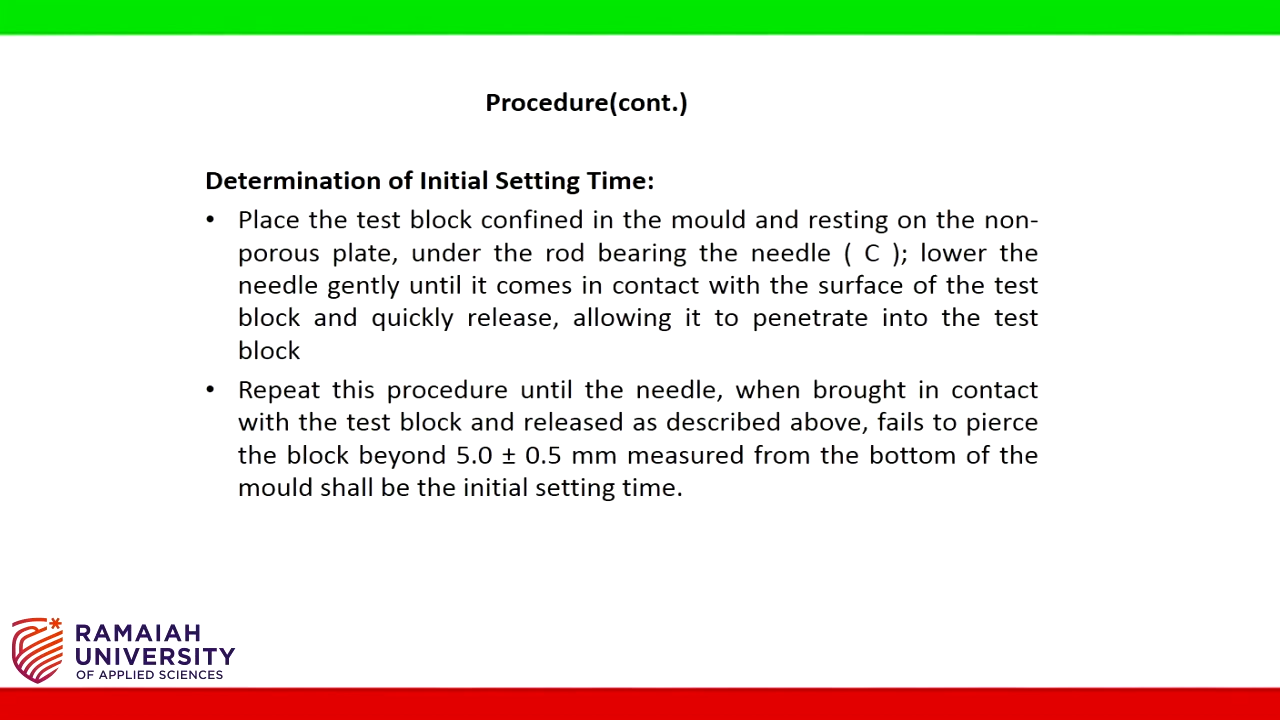 Procedure(cont.)
Determination of Initial Setting Time:
• Place the test block confined in the mould and resting on the non-
porous plate, under the rod bearing the needle ( C ); lower the
needle gently until it comes in contact with the surface of the test
block and quickly release, allowing it to penetrate into the test
block
• Repeat this procedure until the needle, when brought in contact
with the test block and released as described above, fails to pierce
the block beyond 5.0 ± 0.5 mm measured from the bottom of the
mould shall be the initial setting time.
RAMAIAH
UNIVERSITY
OF APPLIED SCIENCES